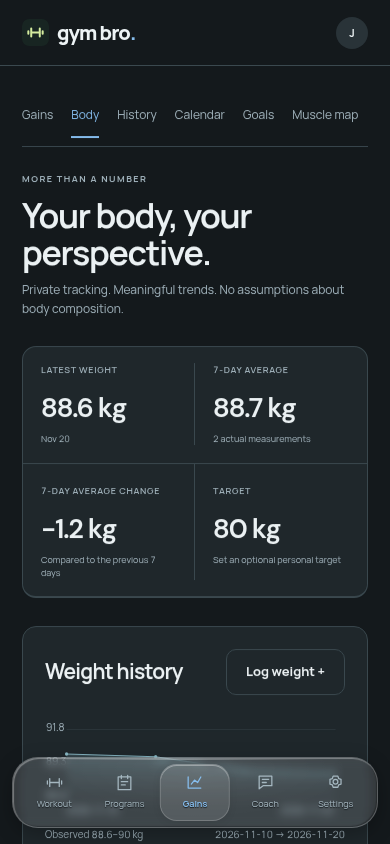 gym bro.
J
Gains Body History Calendar Goals Muscle map
MORE THAN A NUMBER
Your body, your
perspective.
Private tracking. Meaningful trends. No assumptions about
body composition.
LATEST WEIGHT
88.6 kg
Nov 20
7-DAY AVERAGE
88.7 kg
2 actual measurements
7-DAY AVERAGE CHANGE
−1.2 kg
Compared to the previous 7
days
TARGET
80 kg
Set an optional personal target
Weight history
Log weight +
91.8
Workout Programs Gains Coach Settings
Observed 88.6–90 kg
2026-11-10 → 2026-11-20